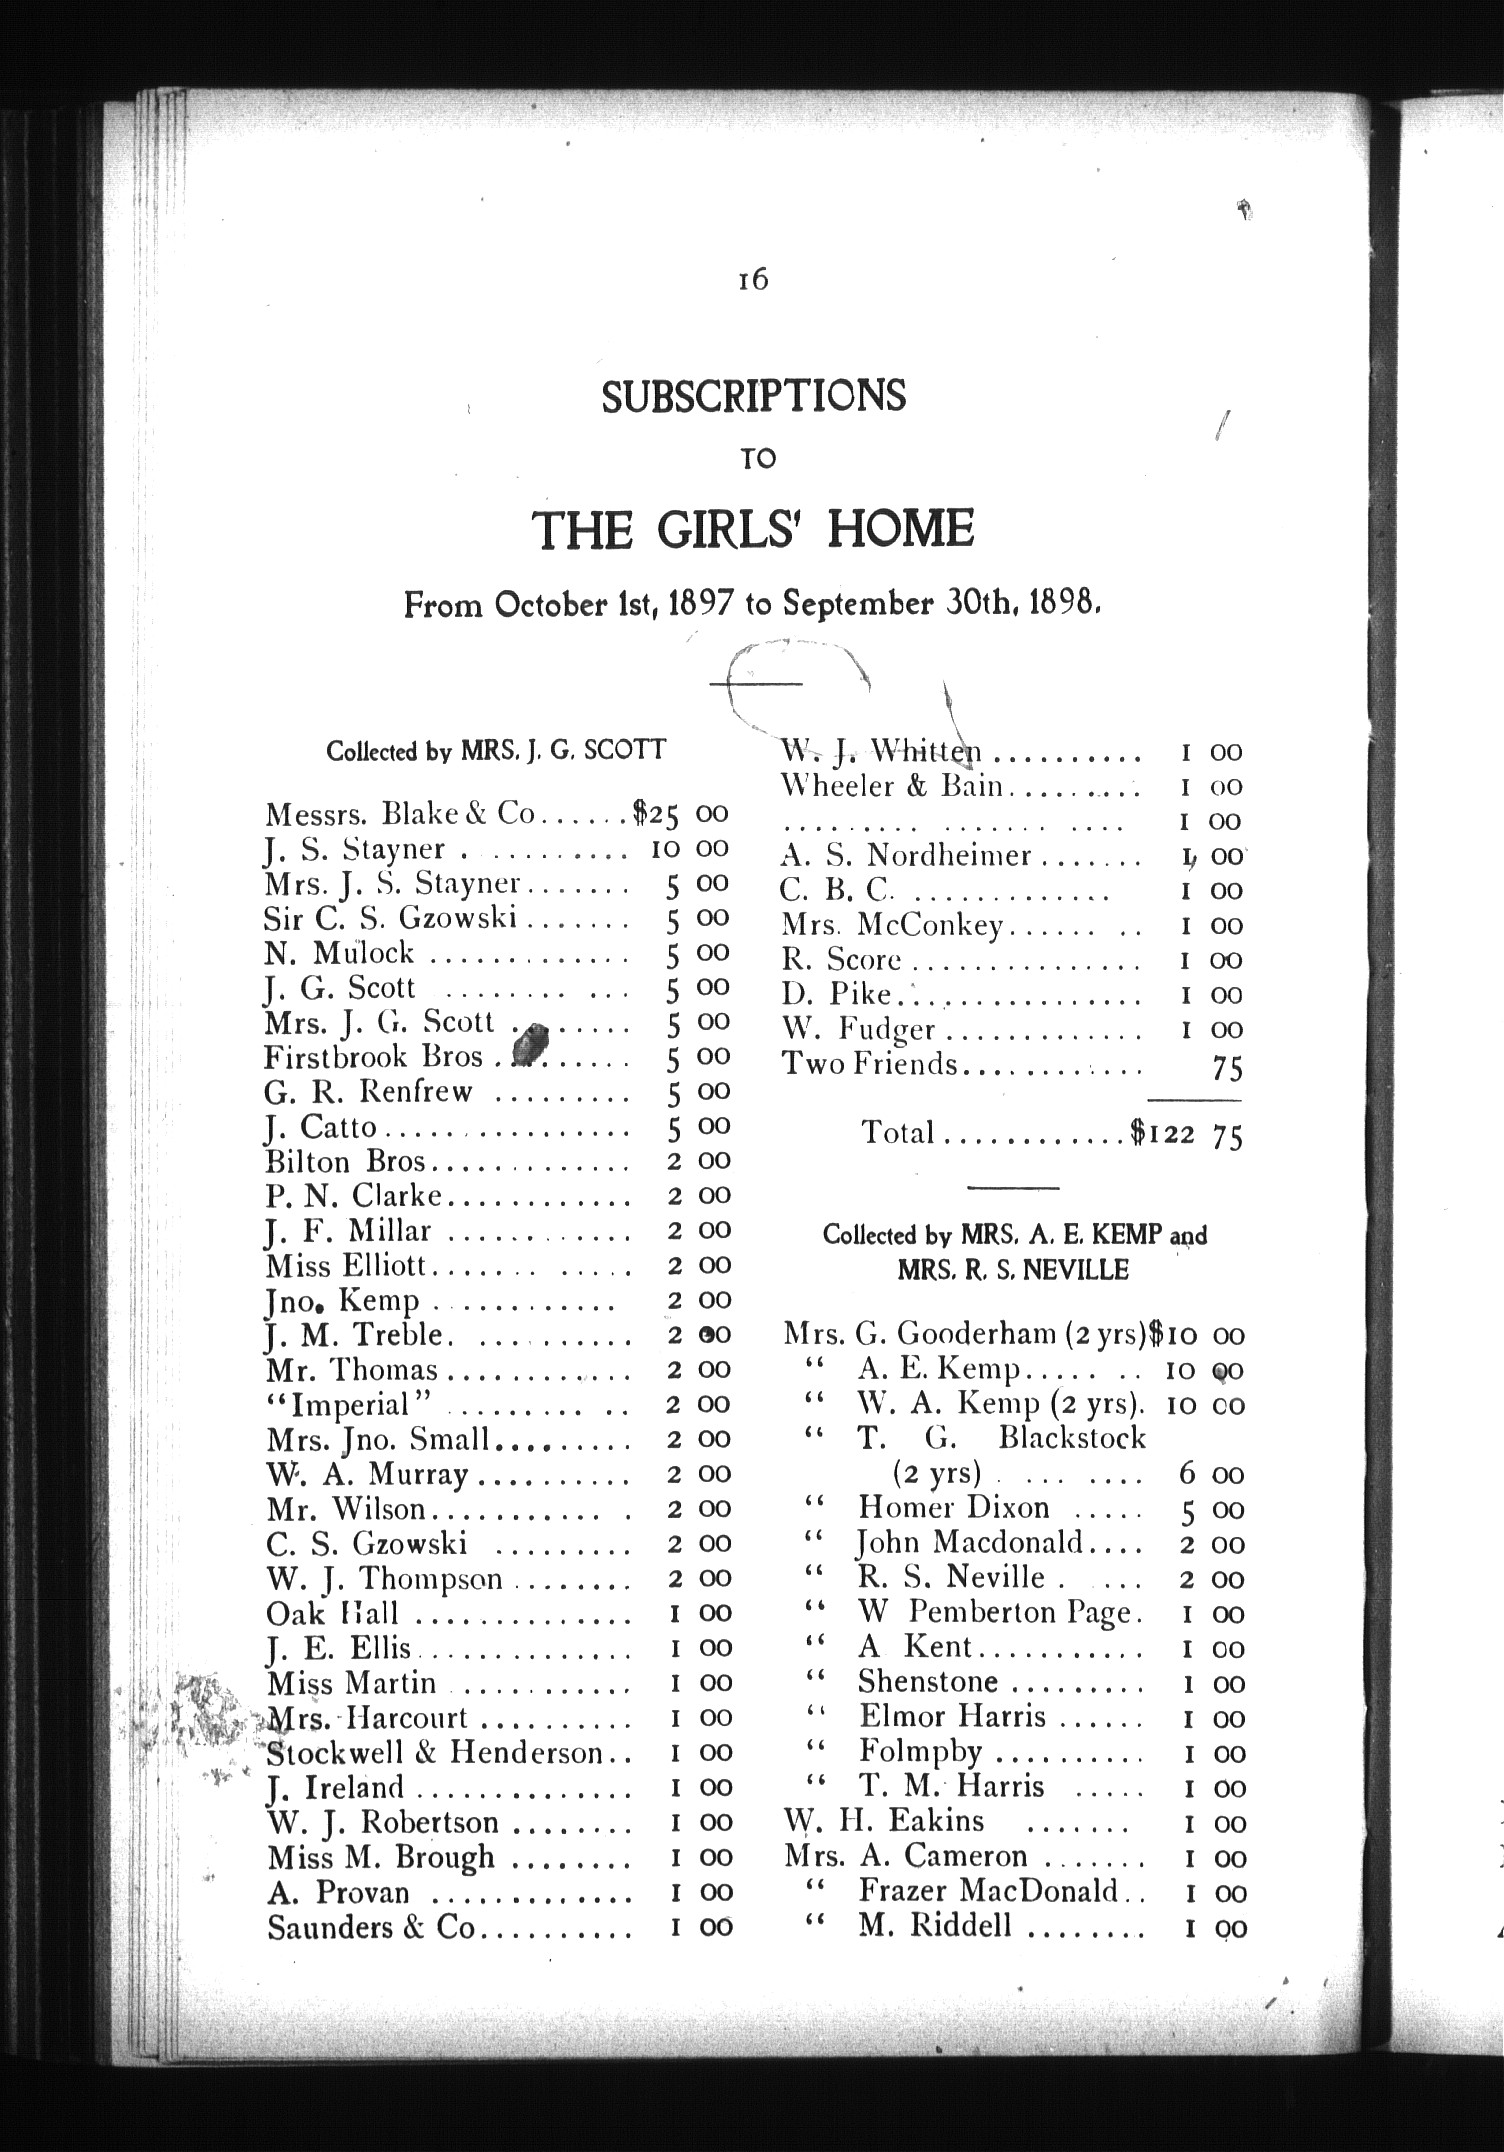 16
SUBSCRIPTIONS
TO
THE GIRLS' HOME
From October 1st, 1897 to September 30th, 1898.
Collected by MRS. J. G. SCOTT
Messrs. Blake & Co......$25 00
J. S. Stayner . ......... 10 00
Mrs. J. S. Stayner....... 5 00
Sir C. S. Gzowski....... 5 00
N. Mulock ............. 5 00
J. G. Scott ........ ... 5 00
Mrs. J. G. Scott ....... 5 00
Firstbrook Bros ....... 5 00
G. R. Renfrew ......... 5 00
J. Catto................ 5 00
Bilton Bros............. 2 00
P. N. Clarke............ 2 00
J. F. Millar ............ 2 00
Miss Elliott....... ..... 2 00
Jno. Kemp ............ 2 00
J. M. Treble. ......... 2 00
Mr. Thomas............ 2 00
"Imperial" ......... .. 2 00
Mrs. Jno. Small......... 2 00
W. A. Murray.......... 2 00
Mr. Wilson........... . 2 00
C. S. Gzowski ......... 2 00
W. J. Thompson ........ 2 00
Oak Hall .............. 1 00
J. E. Ellis.............. 1 00
Miss Martin ........... 1 00
Mrs. Harcourt .......... 1 00
Stockwell & Henderson.. 1 00
J. Ireland .............. 1 00
W. J. Robertson ........ 1 00
Miss M. Brough ........ 1 00
A. Provan ............. 1 00
Saunders & Co.......... 1 00
W. J. Whitten .......... 1 00
Wheeler & Bain......... 1 00
.......... ....... .... 1 00
A. S. Nordheimer ....... 1 00
C. B. C. ............. 1 00
Mrs. McConkey...... .. 1 00
R. Score ............... 1 00
D. Pike................ 1 00
W. Fudger ............. 1 00
Two Friends............ 75
Total ............$122 75
Collected by MRS. A. E. KEMP and
MRS. R. S. NEVILLE
Mrs. G. Gooderham (2 yrs)$10 00
" A. E. Kemp..... .. 10 00
" W. A. Kemp (2 yrs). 10 00
" T. G. Blackstock
(2 yrs) . ... .... 6 00
" Homer Dixon ..... 5 00
" John Macdonald.... 2 00
" R. S. Neville . ... 2 00
" W Pemberton Page. 1 00
" A Kent........... 1 00
" Shenstone ......... 1 00
" Elmor Harris ...... 1 00
" Folmpby .......... 1 00
" T. M. Harris ..... 1 00
W. H. Eakins ....... 1 00
Mrs. A. Cameron ....... 1 00
" Frazer MacDonald.. 1 00
" M. Riddell ........ 1 00